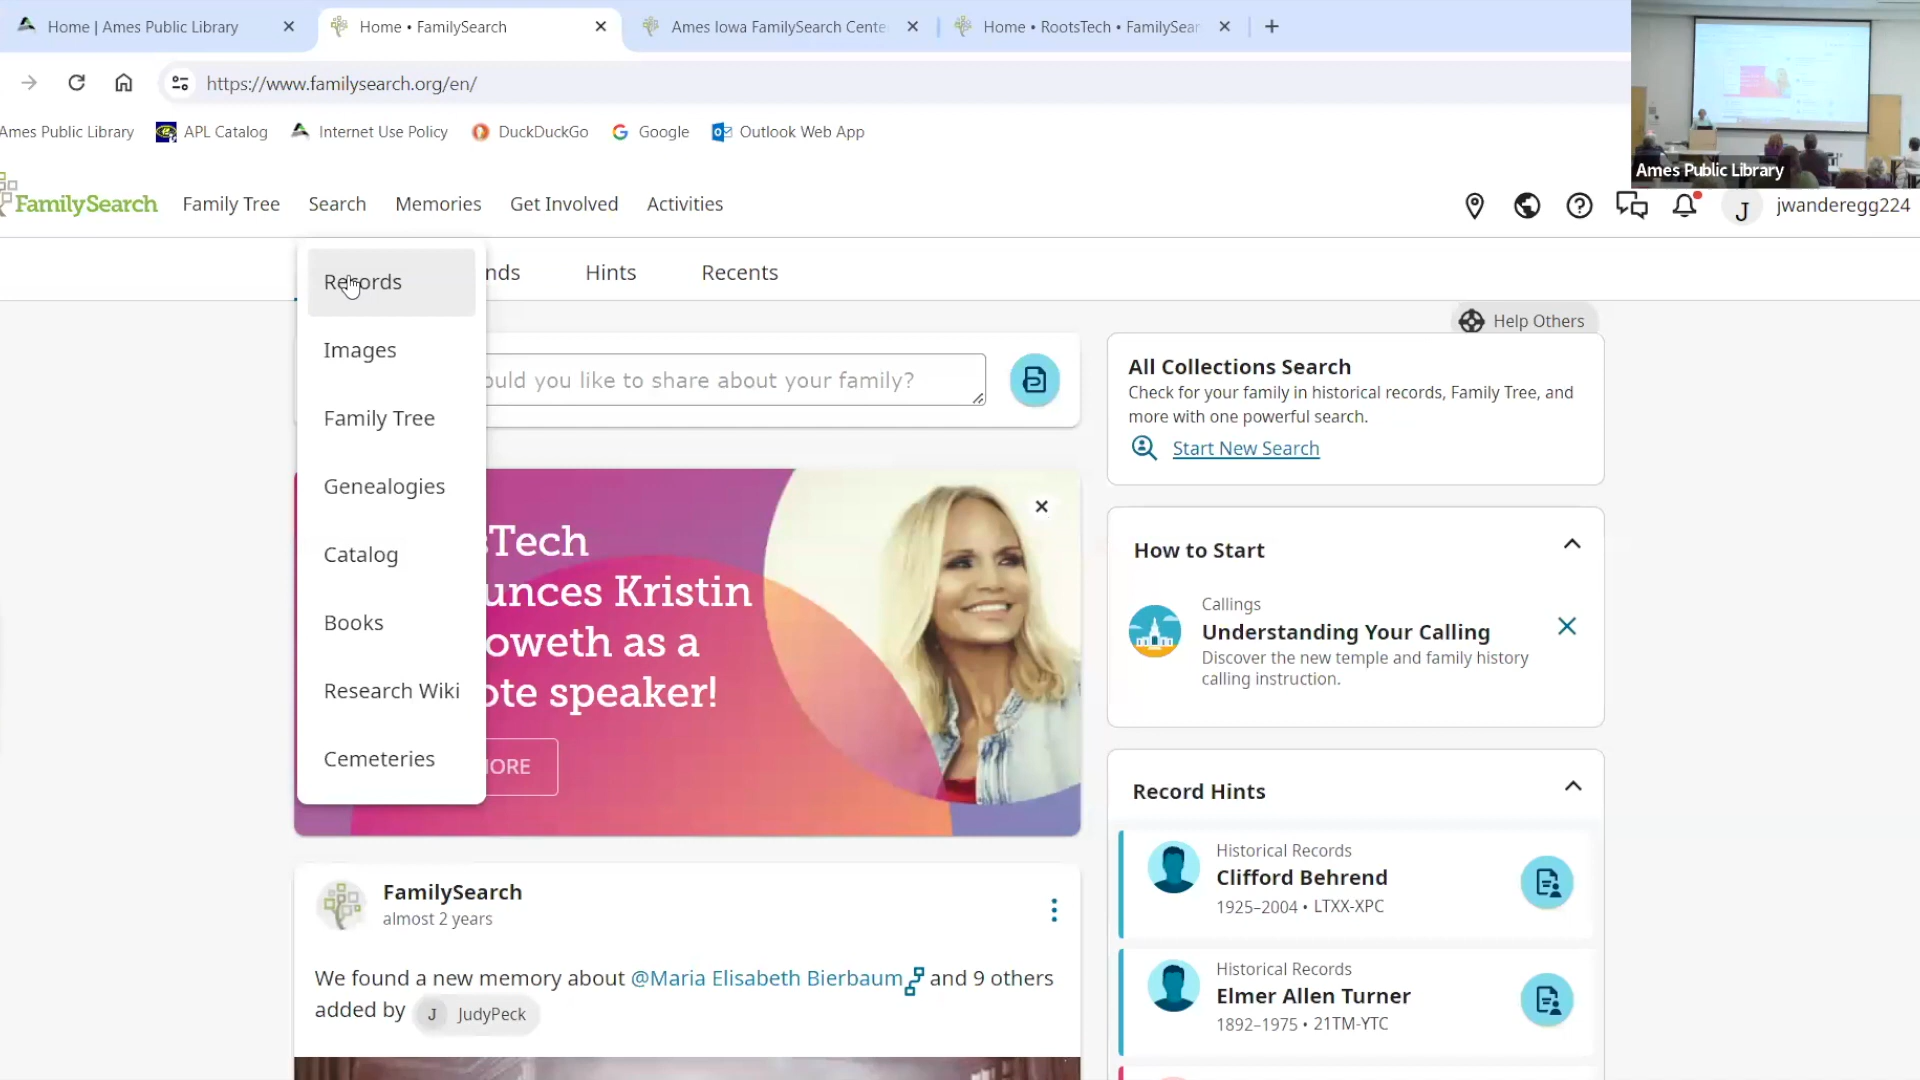 Home | Ames Public Library
Home • FamilySearch
Ames Iowa FamilySearch Cente
Home • RootsTech • FamilySear
https://www.familysearch.org/en/
Ames Public Library
APL Catalog
Internet Use Policy
DuckDuckGo
Google
Outlook Web App
Ames Public Library
FamilySearch
Family Tree
Search
Memories
Get Involved
Activities
J
jwanderegg224
Records
nds
Hints
Recents
Images
Family Tree
Genealogies
Catalog
Books
Research Wiki
Cemeteries
ould you like to share about your family?
Help Others
All Collections Search
Check for your family in historical records, Family Tree, and
more with one powerful search.
Start New Search
sTech
unces Kristin
oweth as a
ote speaker!
ORE
How to Start
Callings
Understanding Your Calling
Discover the new temple and family history
calling instruction.
Record Hints
Historical Records
Clifford Behrend
1925–2004 • LTXX-XPC
Historical Records
Elmer Allen Turner
1892–1975 • 21TM-YTC
FamilySearch
almost 2 years
We found a new memory about @Maria Elisabeth Bierbaum and 9 others
added by J JudyPeck